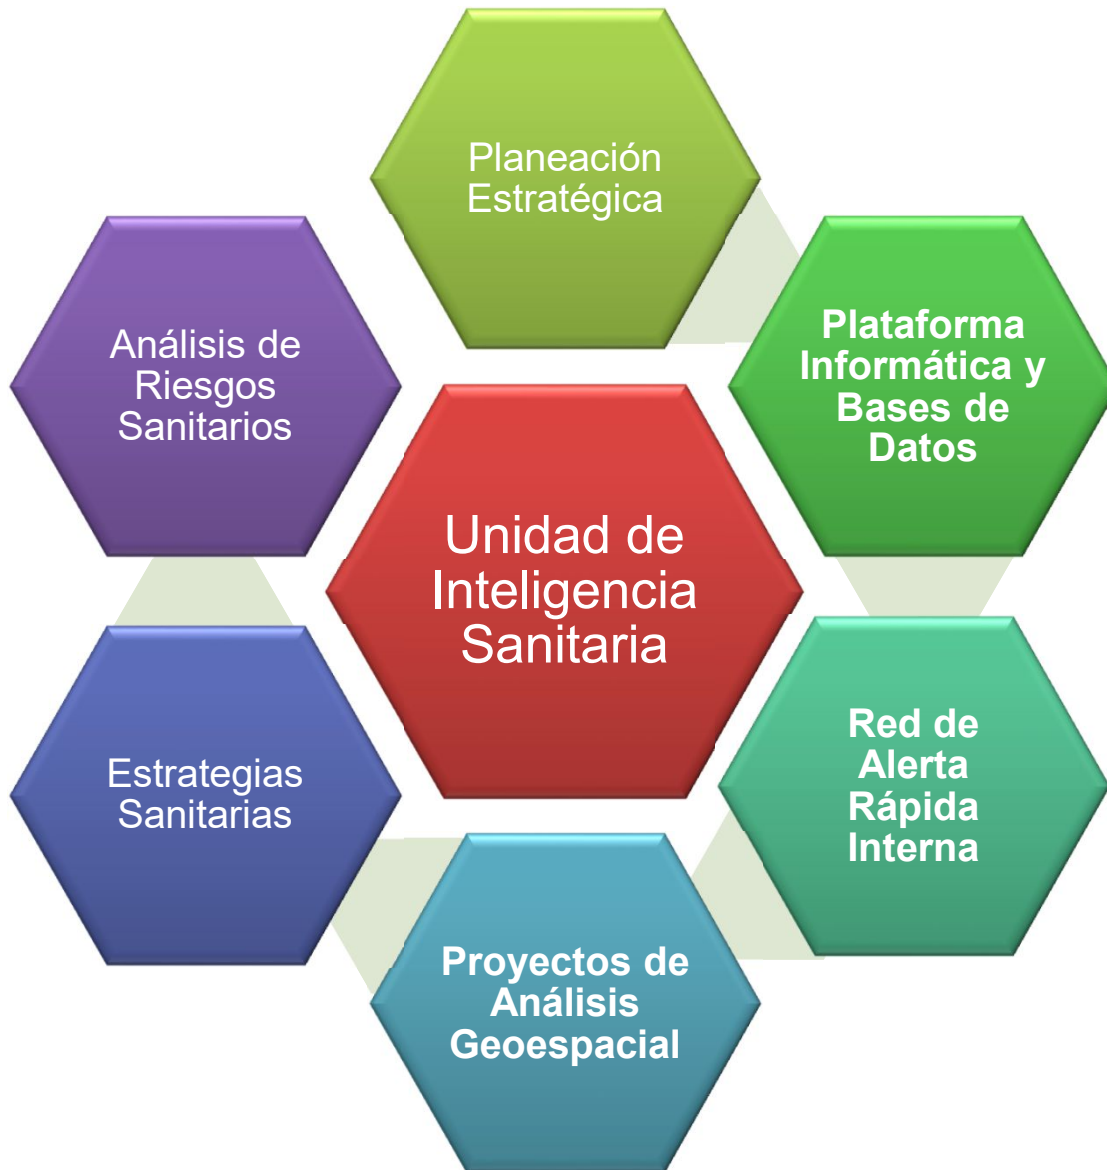 Planeación
Estratégica
Plataforma
Informática y
Bases de
Datos
Red de
Alerta
Rápida
Interna
Proyectos de
Análisis
Geoespacial
Estrategias
Sanitarias
Análisis de
Riesgos
Sanitarios
Unidad de
Inteligencia
Sanitaria